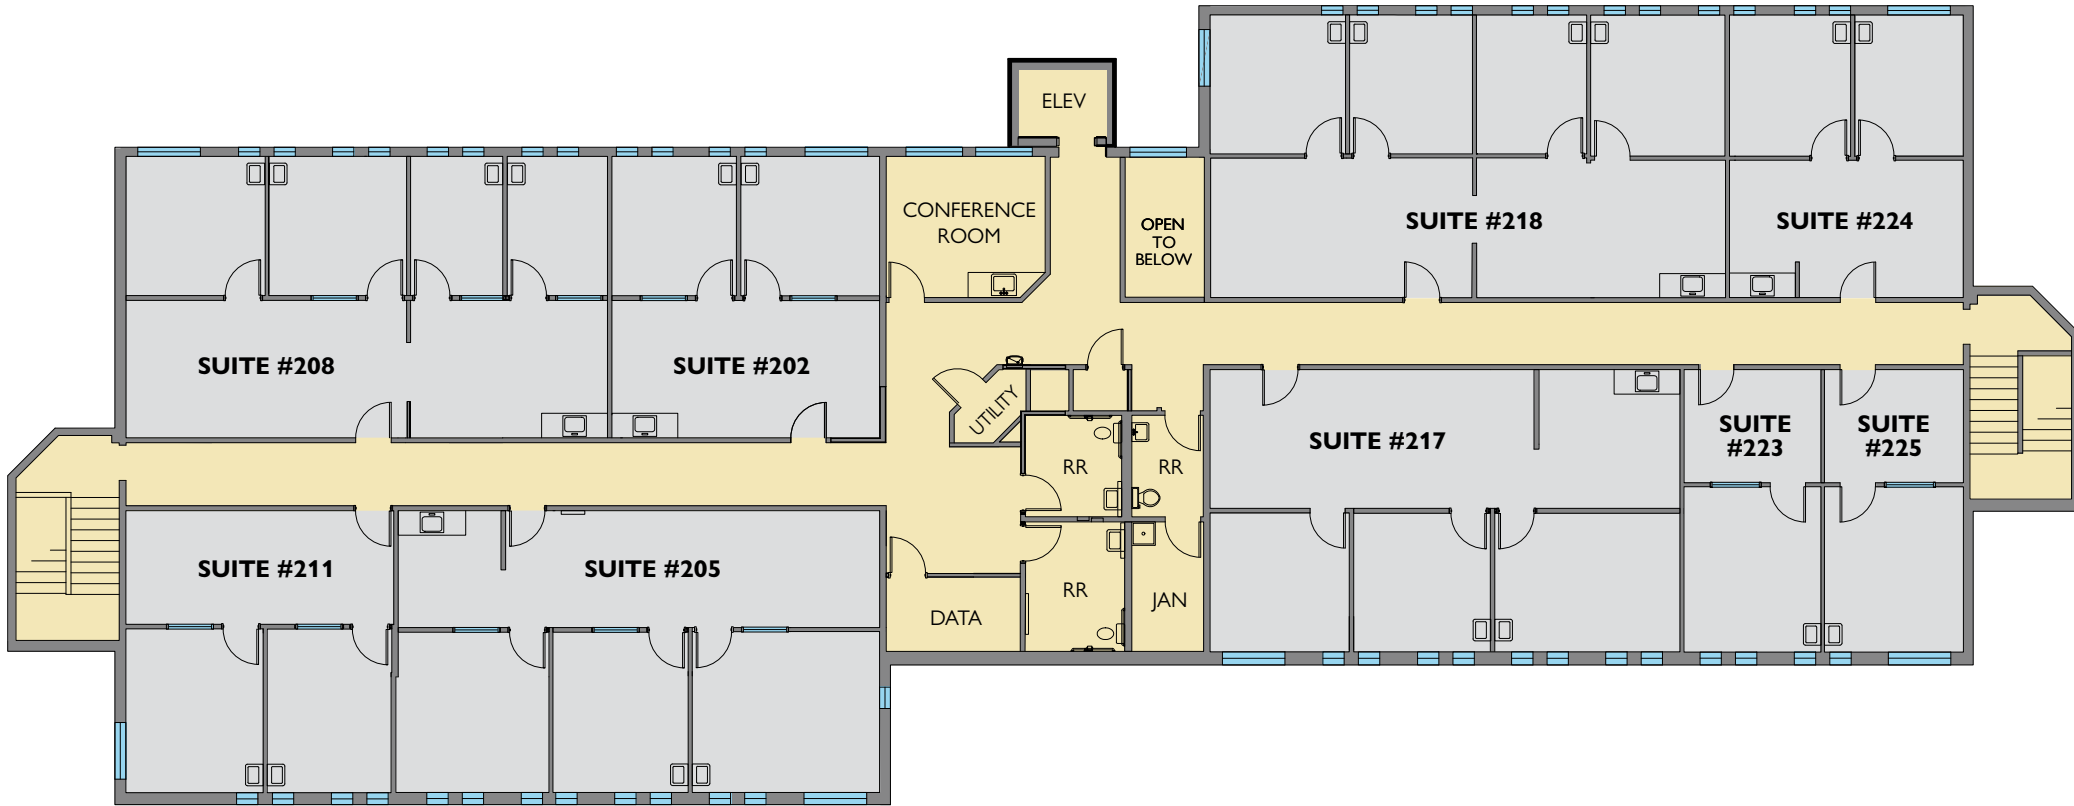 ELEV
CONFERENCE
ROOM
OPEN
TO
BELOW
SUITE #218
SUITE #224
SUITE #208
SUITE #202
UTILITY
SUITE #217
SUITE
#223
SUITE
#225
RR
RR
SUITE #211
SUITE #205
DATA
RR
JAN